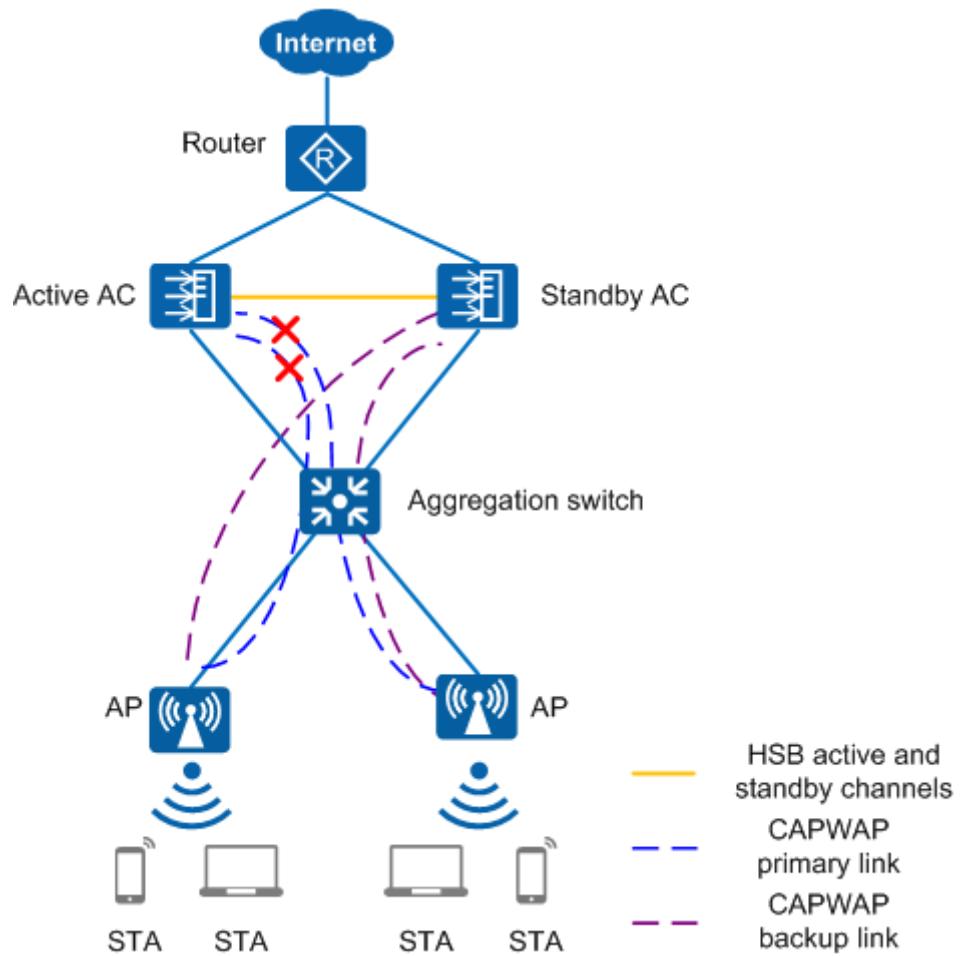 Internet
Router
R
Active AC
Standby AC
Aggregation switch
AP
AP
HSB active and
standby channels
CAPWAP
primary link
CAPWAP
backup link
STA
STA
STA
STA